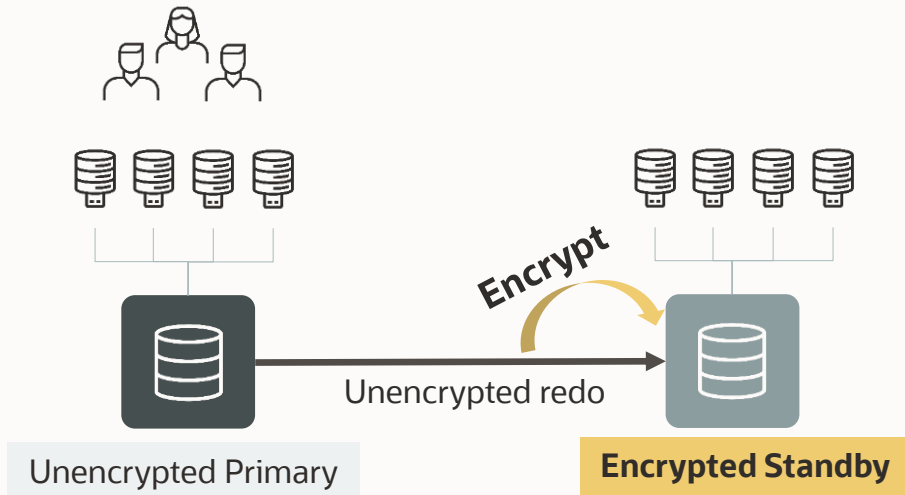 Encrypt
Unencrypted redo
Unencrypted Primary
Encrypted Standby